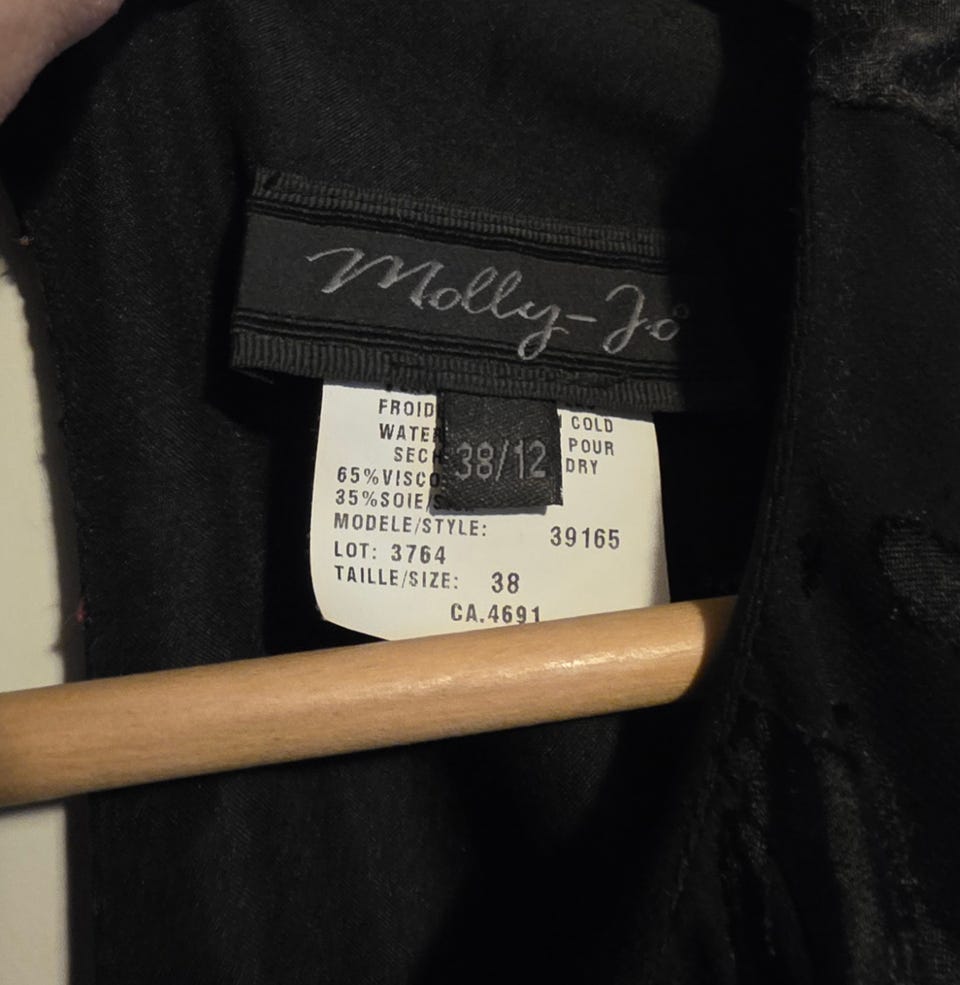 Molly-Jo
FROID COLD
WATER POUR
SECH DRY
38/12
65%VISCO
35%SOIE/
MODELE/STYLE: 39165
LOT: 3764
TAILLE/SIZE: 38
CA.4691